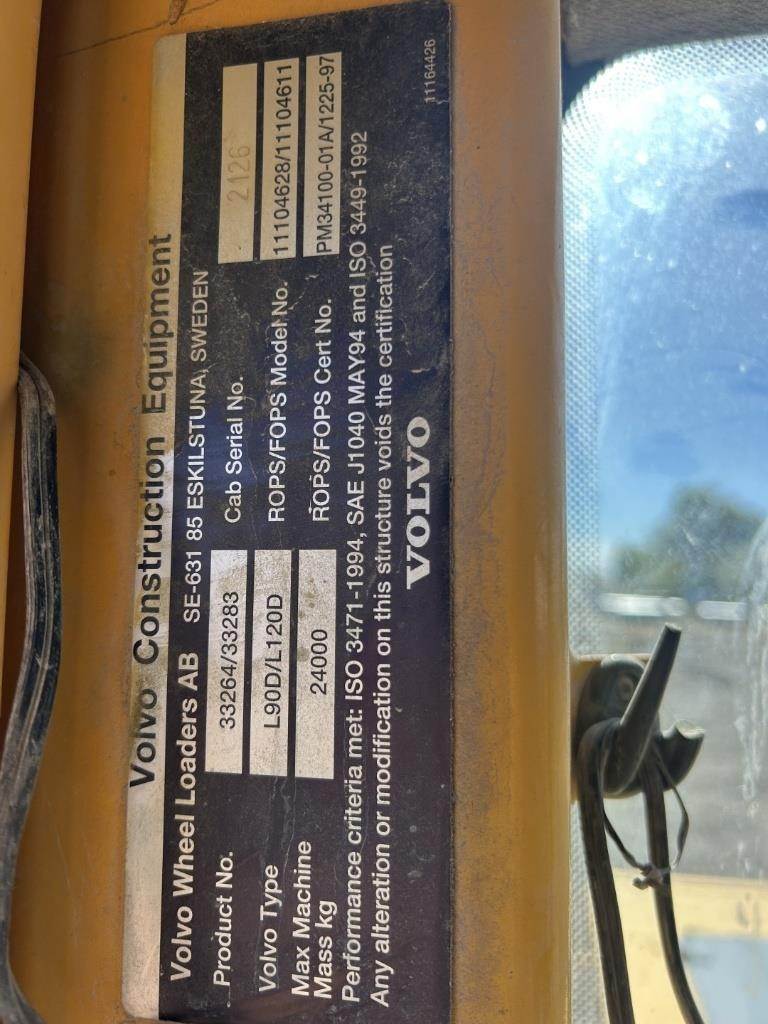 Volvo Construction Equipment
Volvo Wheel Loaders AB SE-631 85 ESKILSTUNA, SWEDEN
Product No. 33264/33283 Cab Serial No. 2126
Volvo Type L90D/L120D ROPS/FOPS Model No. 11104628/11104611
Max Machine
Mass kg 24000 ROPS/FOPS Cert No. PM34100-01A/1225-97
Performance criteria met: ISO 3471-1994, SAE J1040 MAY94 and ISO 3449-1992
Any alteration or modification on this structure voids the certification
VOLVO
11164426